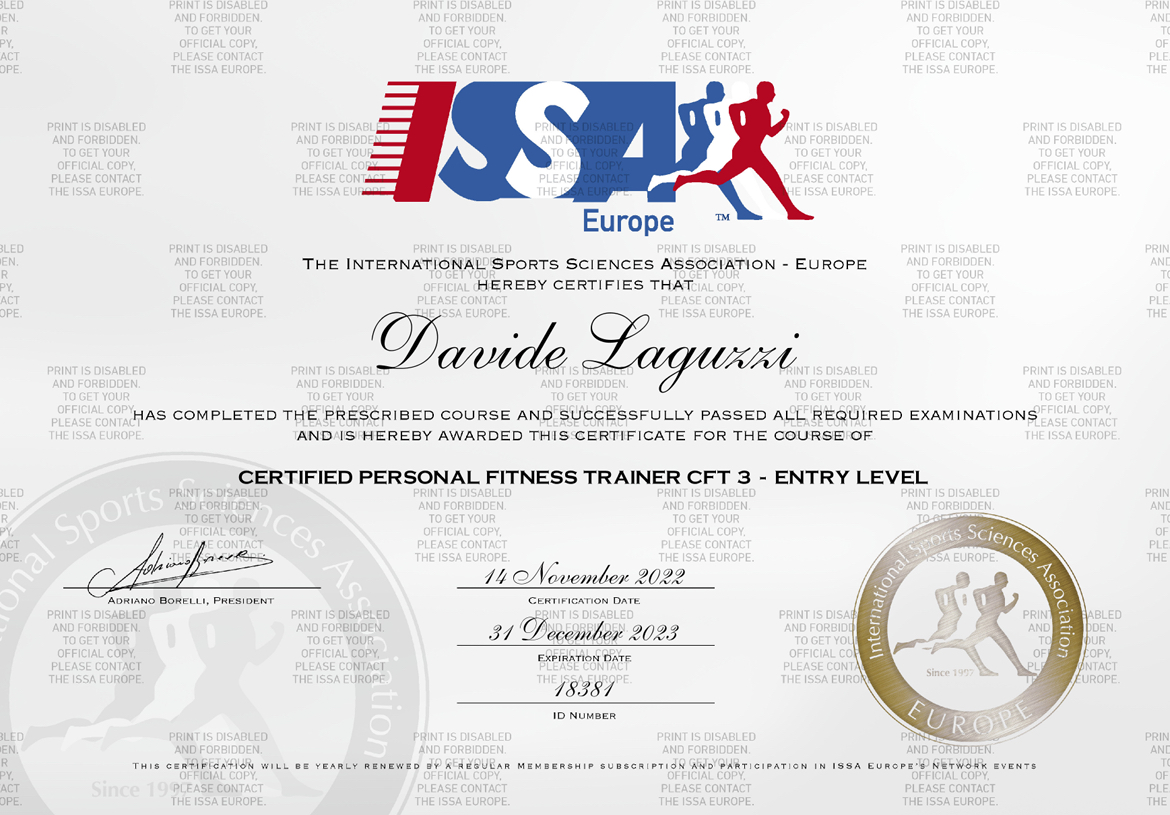 ISSA
Europe
TM
THE INTERNATIONAL SPORTS SCIENCES ASSOCIATION - EUROPE
HEREBY CERTIFIES THAT
Davide Laguzzi
HAS COMPLETED THE PRESCRIBED COURSE AND SUCCESSFULLY PASSED ALL REQUIRED EXAMINATIONS
AND IS HEREBY AWARDED THIS CERTIFICATE FOR THE COURSE OF
CERTIFIED PERSONAL FITNESS TRAINER CFT 3 - ENTRY LEVEL
ADRIANO BORELLI, PRESIDENT
14 November 2022
CERTIFICATION DATE
31 December 2023
EXPIRATION DATE
18381
ID NUMBER
International Sports Sciences Association
Since 1997
EUROPE
THIS CERTIFICATION WILL BE YEARLY RENEWED BY A REGULAR MEMBERSHIP SUBSCRIPTION AND PARTICIPATION IN ISSA EUROPE'S NETWORK EVENTS
PRINT IS DISABLED
AND FORBIDDEN.
TO GET YOUR
OFFICIAL COPY,
PLEASE CONTACT
THE ISSA EUROPE.